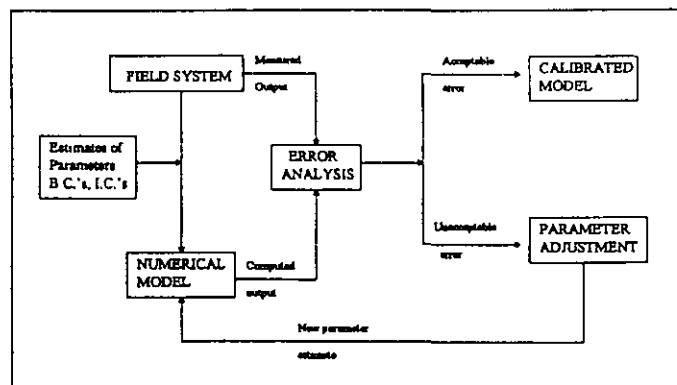 FIELD SYSTEM
Measured
Output
Acceptable
error
CALIBRATED
MODEL
Estimates of
Parameters
B C.'s, I.C.'s
ERROR
ANALYSIS
Unacceptable
error
PARAMETER
ADJUSTMENT
NUMERICAL
MODEL
Computed
output
New parameter
estimate